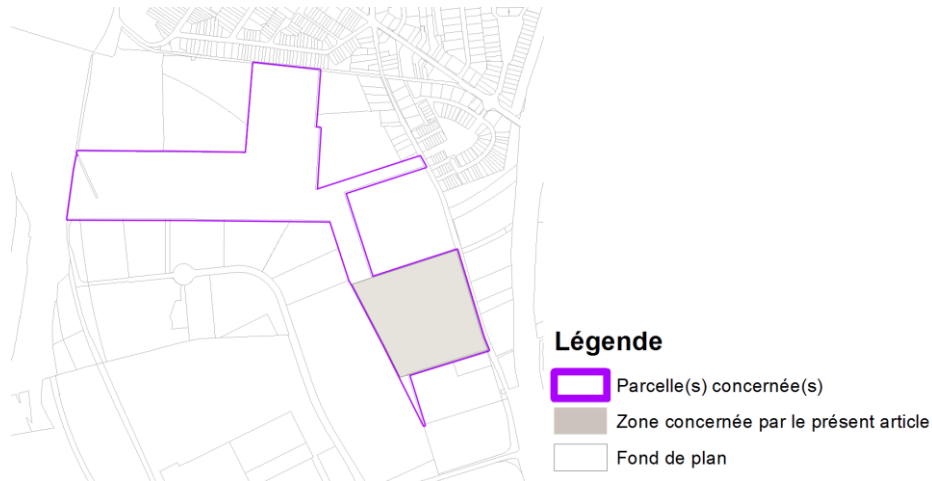 Légende
Parcelle(s) concernée(s)
Zone concernée par le présent article
Fond de plan